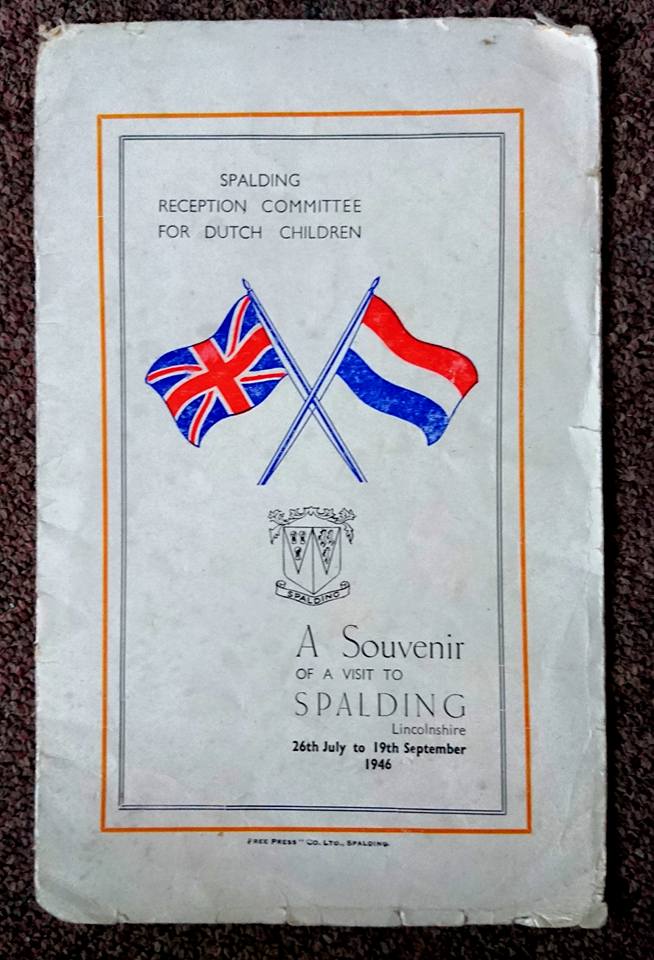 SPALDING
RECEPTION COMMITTEE
FOR DUTCH CHILDREN
SPALDING
A Souvenir
OF A VISIT TO
SPALDING
Lincolnshire
26th July to 19th September
1946
FREE PRESS" CO. LTD., SPALDING.